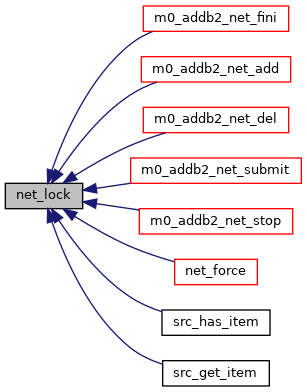 m0_addb2_net_fini
m0_addb2_net_add
m0_addb2_net_del
m0_addb2_net_submit
net_lock
m0_addb2_net_stop
net_force
src_has_item
src_get_item